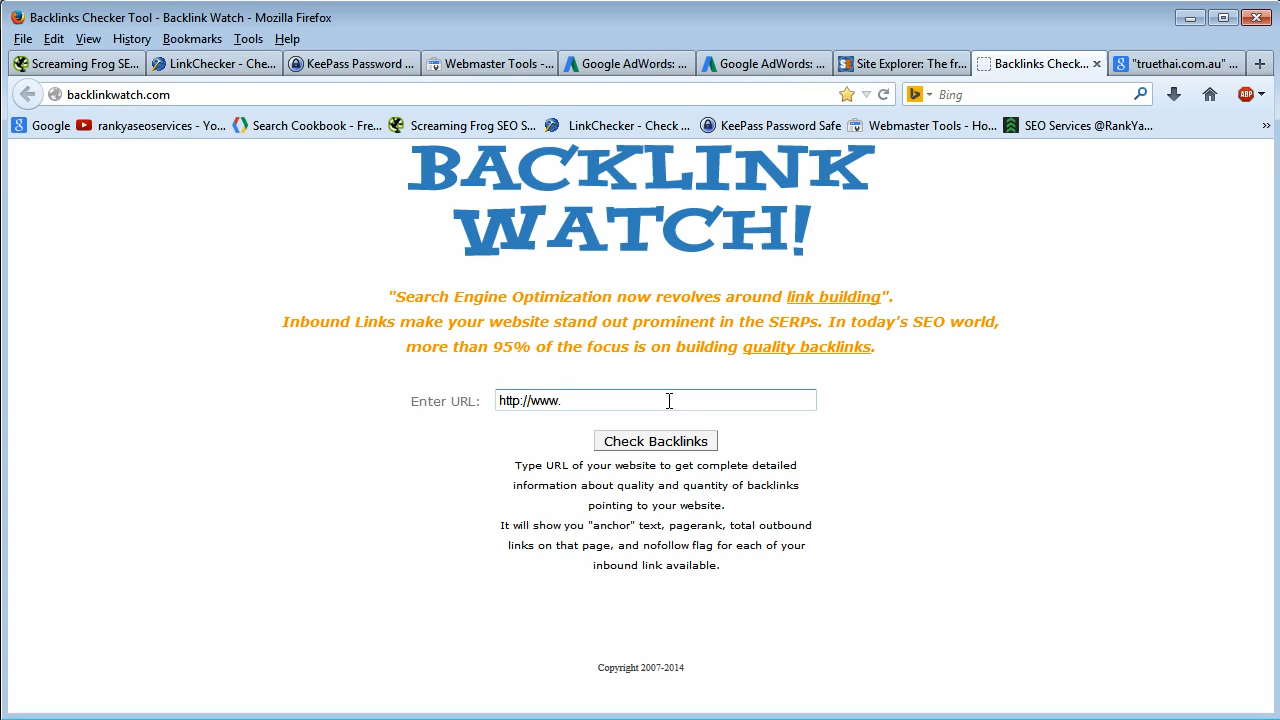 Backlinks Checker Tool - Backlink Watch - Mozilla Firefox
File Edit View History Bookmarks Tools Help
Screaming Frog SE... LinkChecker - Che... KeePass Password ... Webmaster Tools -... Google AdWords: ... Google AdWords: ... Site Explorer: The fr... Backlinks Check... "truethai.com.au" ...
backlinkwatch.com Bing ABP
Google rankyaseoservices - Yo... Search Cookbook - Fre... Screaming Frog SEO S... LinkChecker - Check ... KeePass Password Safe Webmaster Tools - Ho... SEO Services @RankYa...
BACKLINK
WATCH!
"Search Engine Optimization now revolves around link building".
Inbound Links make your website stand out prominent in the SERPs. In today's SEO world,
more than 95% of the focus is on building quality backlinks.
Enter URL: http://www.
Check Backlinks
Type URL of your website to get complete detailed
information about quality and quantity of backlinks
pointing to your website.
It will show you "anchor" text, pagerank, total outbound
links on that page, and nofollow flag for each of your
inbound link available.
Copyright 2007-2014